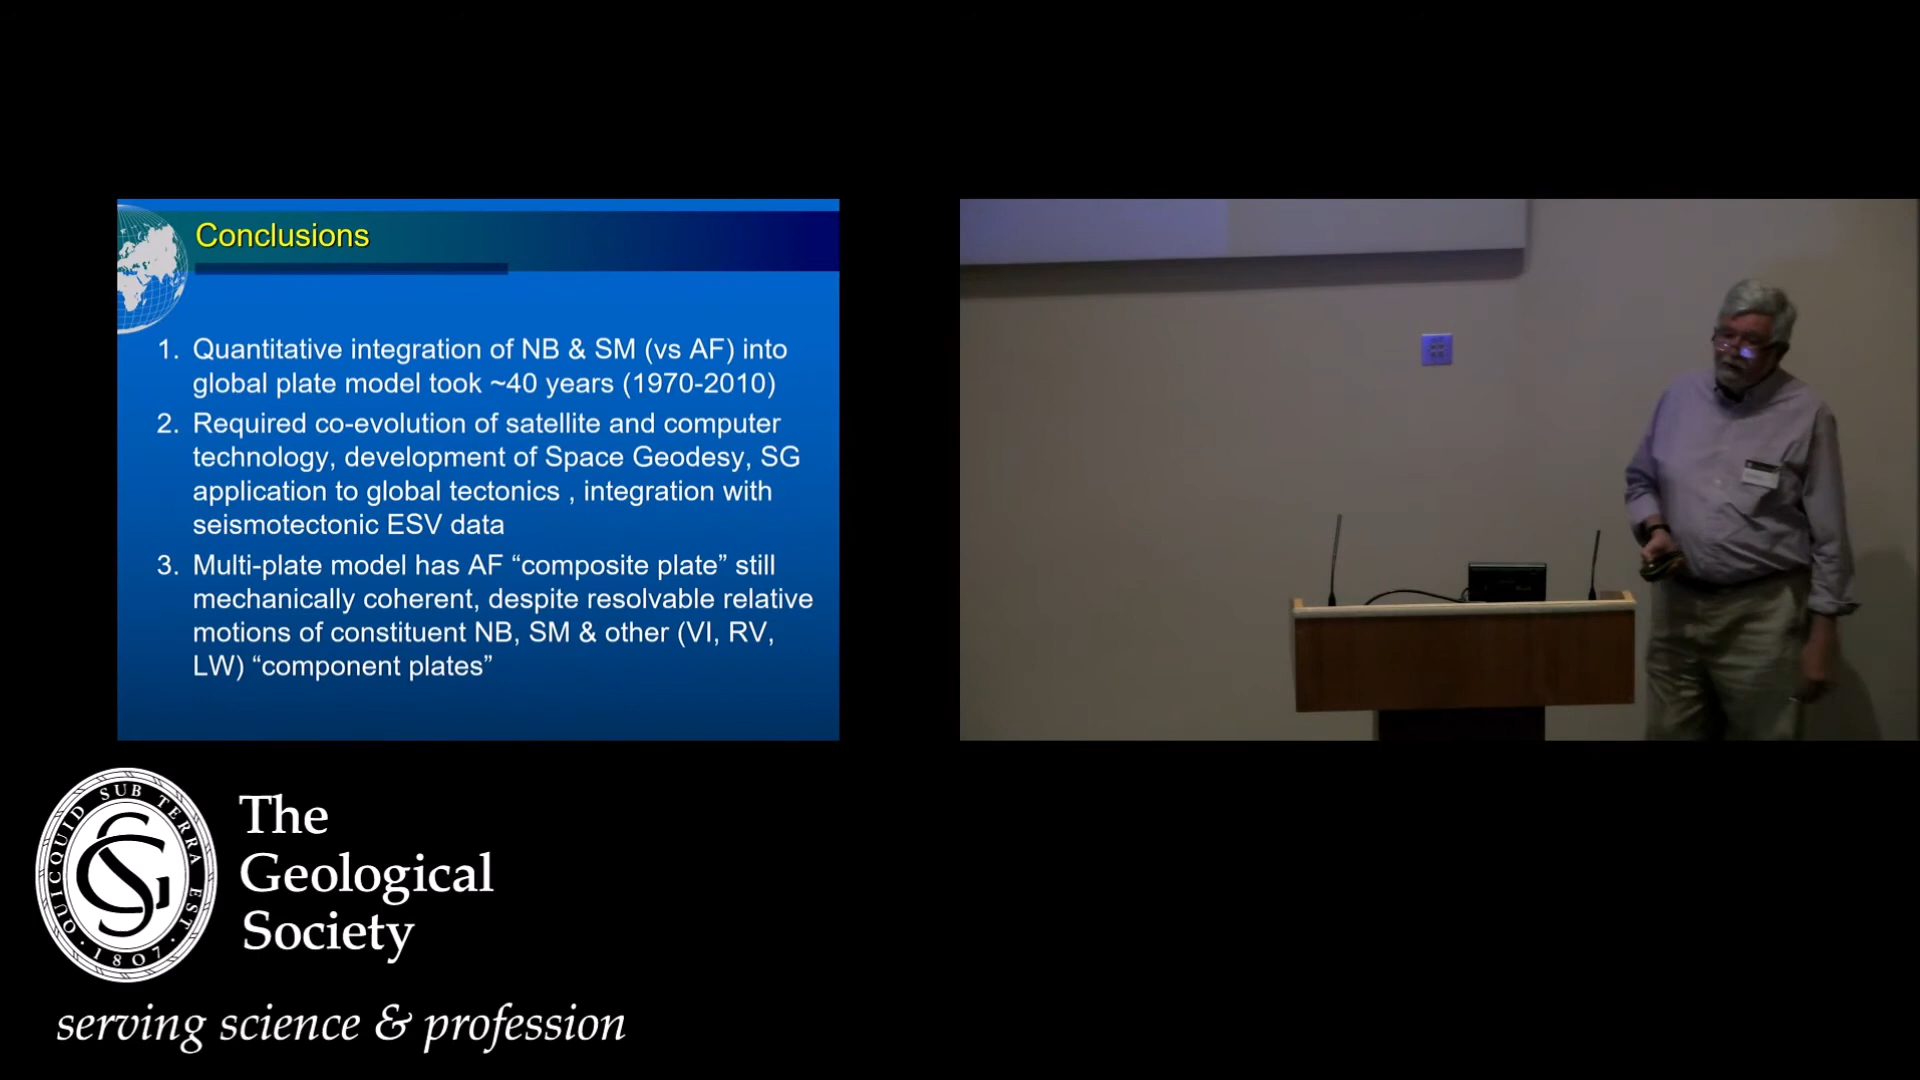 Conclusions
1. Quantitative integration of NB & SM (vs AF) into
global plate model took ~40 years (1970-2010)
2. Required co-evolution of satellite and computer
technology, development of Space Geodesy, SG
application to global tectonics , integration with
seismotectonic ESV data
3. Multi-plate model has AF “composite plate” still
mechanically coherent, despite resolvable relative
motions of constituent NB, SM & other (VI, RV,
LW) “component plates”
QUICQUID SUB TERRA EST
· 1807 ·
GS
The
Geological
Society
serving science & profession